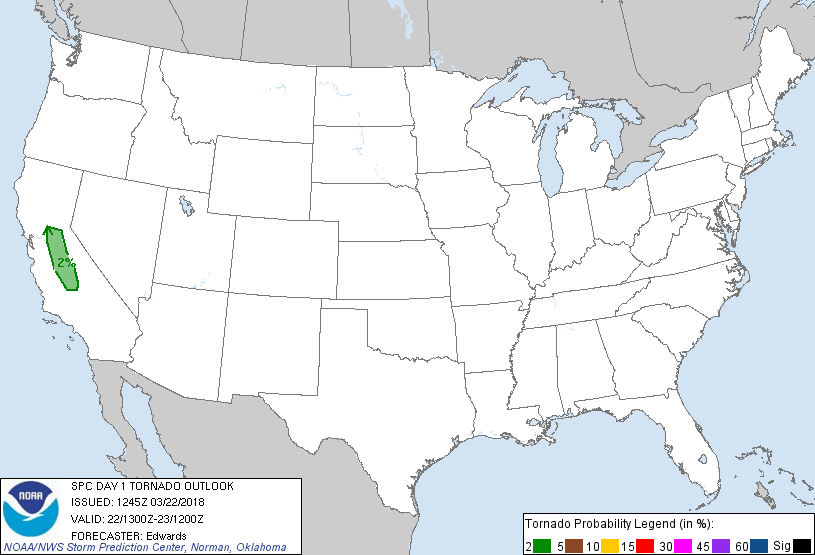 2%
SPC DAY 1 TORNADO OUTLOOK
ISSUED: 1245Z 03/22/2018
VALID: 22/1300Z-23/1200Z
FORECASTER: Edwards
NOAA/NWS Storm Prediction Center, Norman, Oklahoma
NOAA
Tornado Probability Legend (in %):
2 5 10 15 30 45 60 Sig